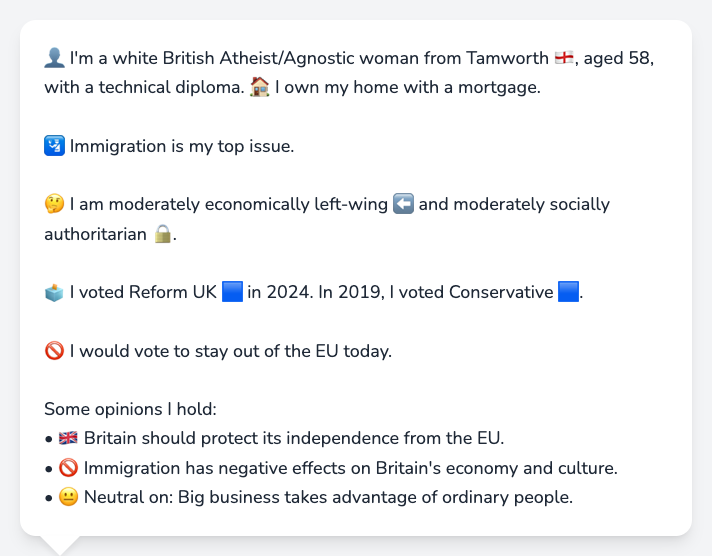 👤 I'm a white British Atheist/Agnostic woman from Tamworth 🏴󠁧󠁢󠁥󠁮󠁧󠁿, aged 58,
with a technical diploma. 🏠 I own my home with a mortgage.
🛂 Immigration is my top issue.
🤔 I am moderately economically left-wing ⬅️ and moderately socially
authoritarian 🔒.
🗳️ I voted Reform UK 🟦 in 2024. In 2019, I voted Conservative 🟦.
🚫 I would vote to stay out of the EU today.
Some opinions I hold:
• 🇬🇧 Britain should protect its independence from the EU.
• 🚫 Immigration has negative effects on Britain's economy and culture.
• 😐 Neutral on: Big business takes advantage of ordinary people.